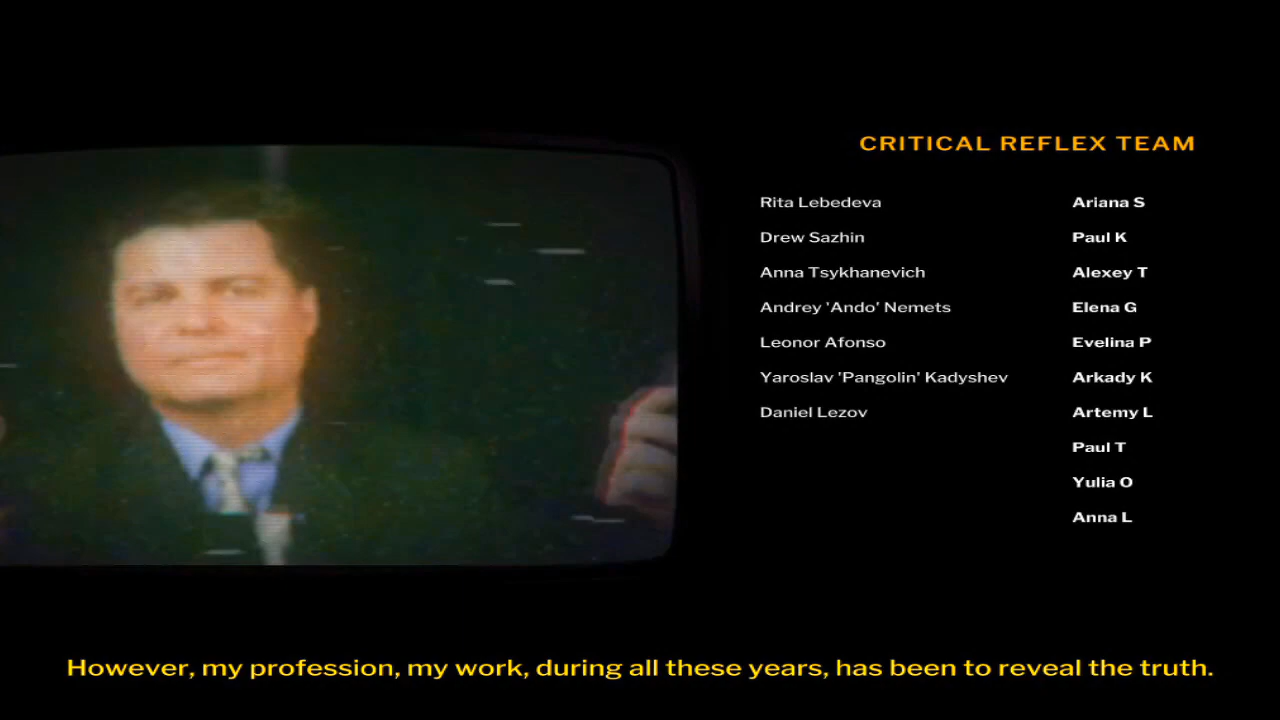 CRITICAL REFLEX TEAM
Rita Lebedeva
Drew Sazhin
Anna Tsykhanevich
Andrey 'Ando' Nemets
Leonor Afonso
Yaroslav 'Pangolin' Kadyshev
Daniel Lezov
Ariana S
Paul K
Alexey T
Elena G
Evelina P
Arkady K
Artemy L
Paul T
Yulia O
Anna L
However, my profession, my work, during all these years, has been to reveal the truth.